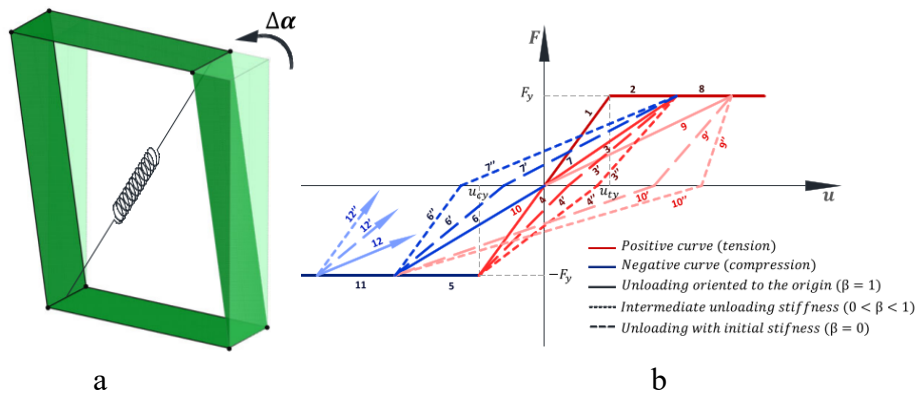 Δα
F
F_y
2
8
1
9
3
7
7'
7''
9'
9''
3'
3''
u_cy
u_ty
u
12''
12'
12
6''
6'
6
10
4
4'
4''
10'
10''
11
5
−F_y
Positive curve (tension)
Negative curve (compression)
Unloading oriented to the origin (β = 1)
Intermediate unloading stiffness (0 < β < 1)
Unloading with initial stifness (β = 0)
a
b